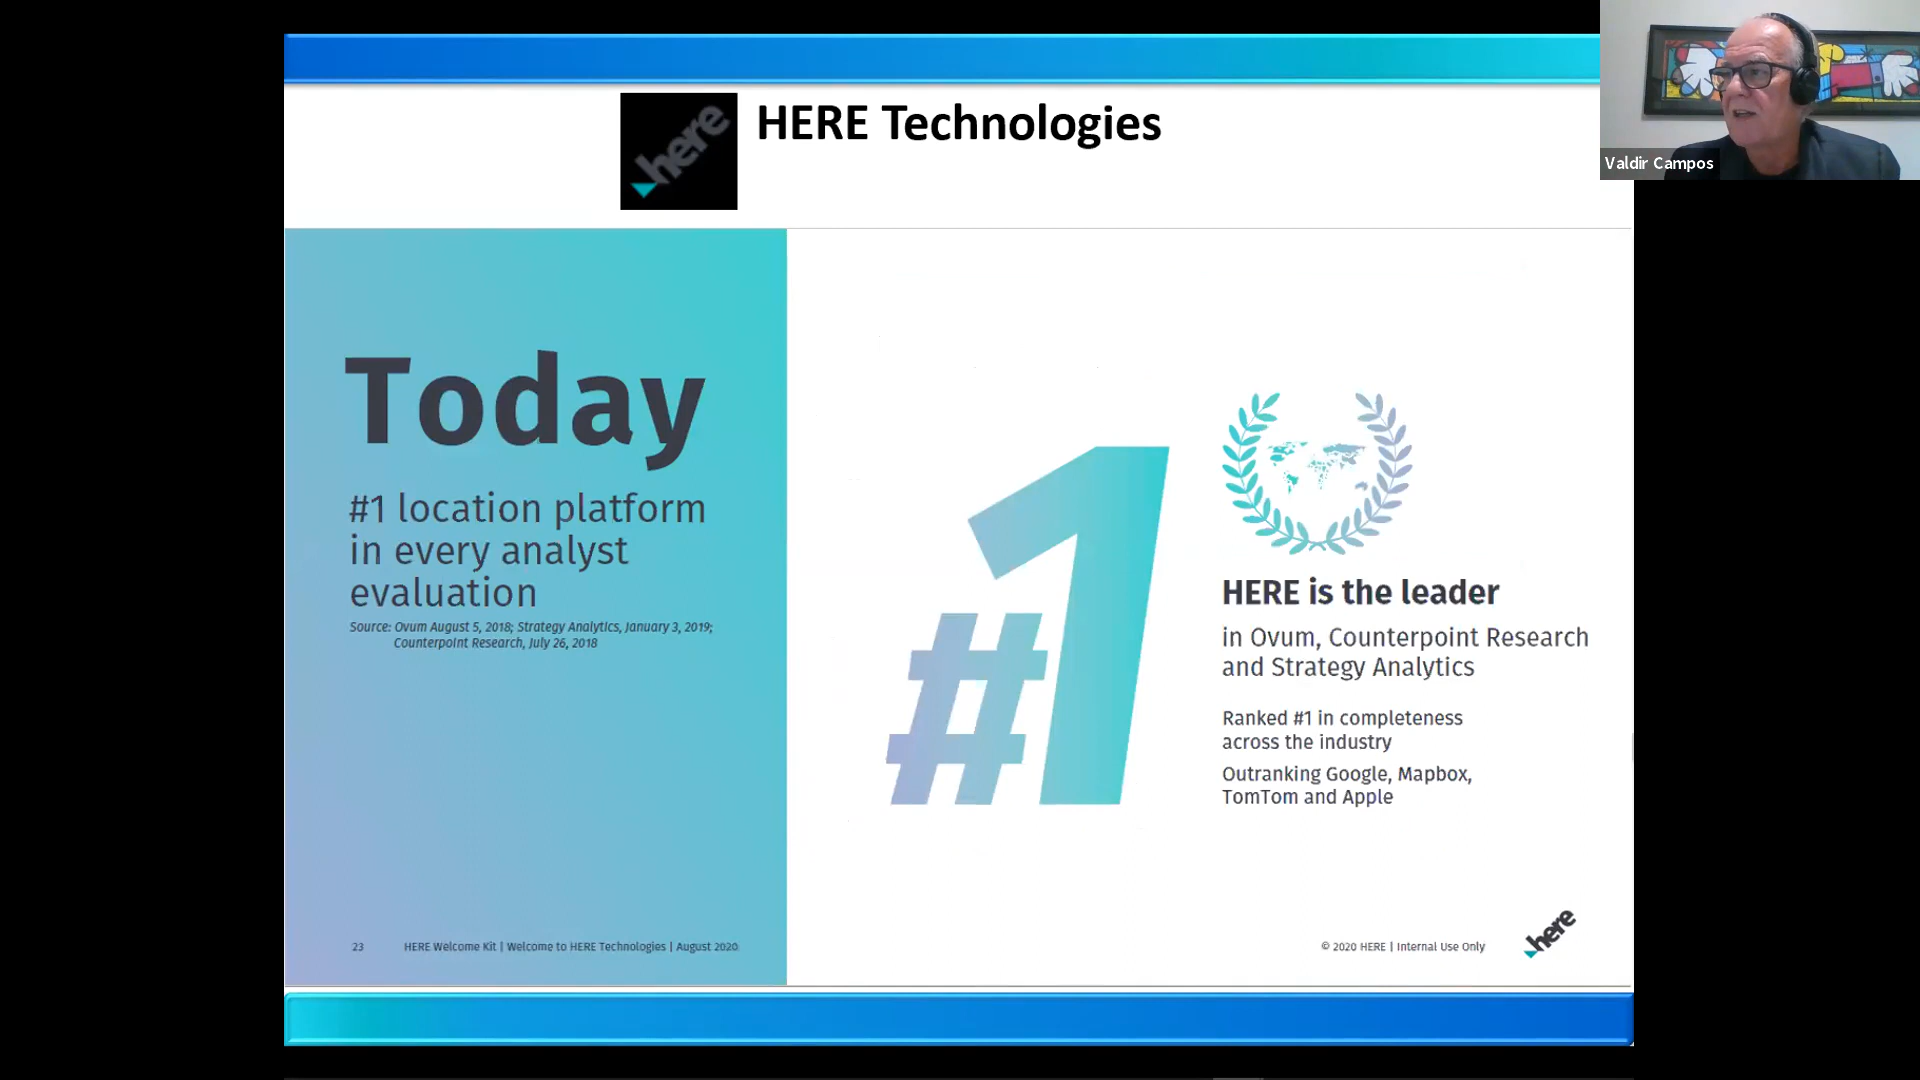 here
HERE Technologies
Valdir Campos
Today
#1 location platform
in every analyst
evaluation
Source: Ovum August 5, 2018; Strategy Analytics, January 3, 2019;
Counterpoint Research, July 26, 2018
#1
HERE is the leader
in Ovum, Counterpoint Research
and Strategy Analytics
Ranked #1 in completeness
across the industry
Outranking Google, Mapbox,
TomTom and Apple
23
HERE Welcome Kit | Welcome to HERE Technologies | August 2020
© 2020 HERE | Internal Use Only
here